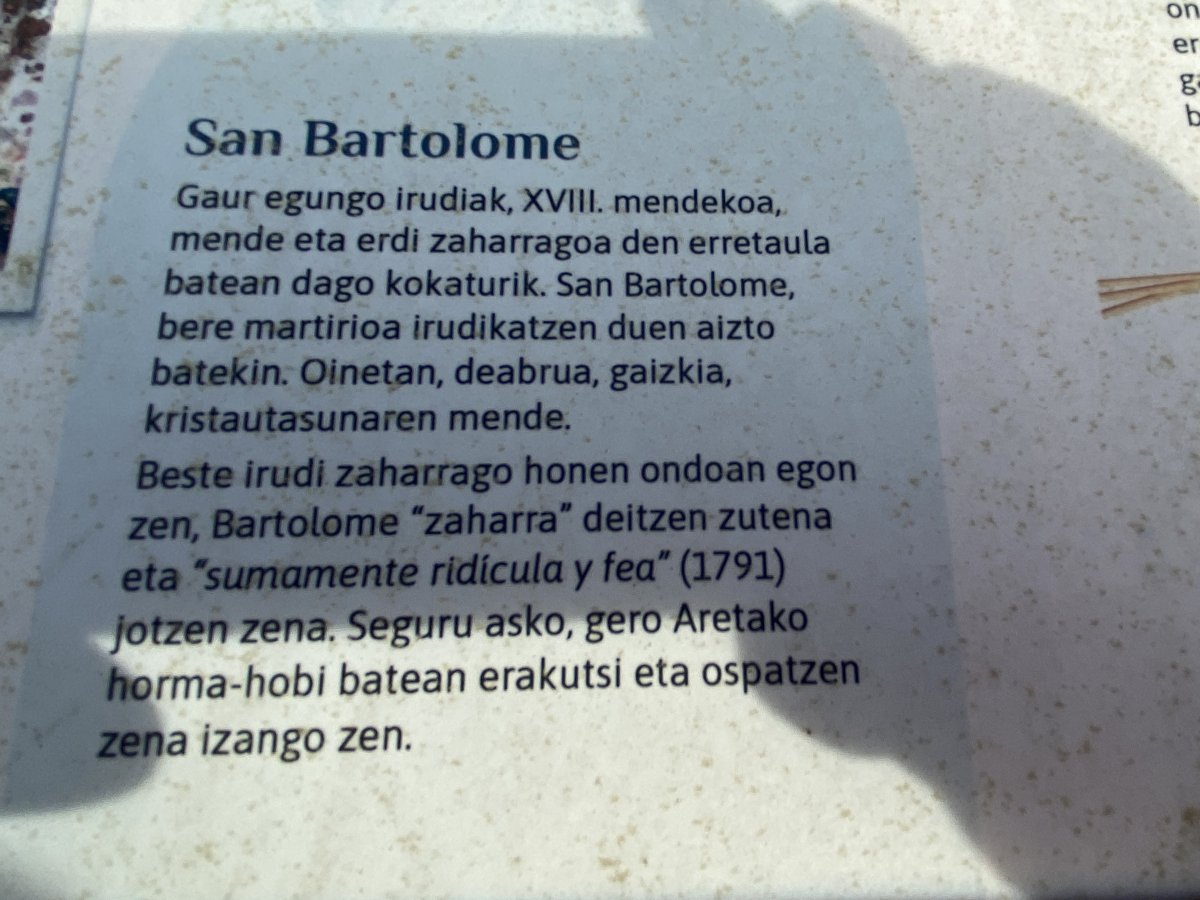 San Bartolome
Gaur egungo irudiak, XVIII. mendekoa,
mende eta erdi zaharragoa den erretaula
batean dago kokaturik. San Bartolome,
bere martirioa irudikatzen duen aizto
batekin. Oinetan, deabrua, gaizkia,
kristautasunaren mende.
Beste irudi zaharrago honen ondoan egon
zen, Bartolome “zaharra” deitzen zutena
eta “sumamente ridícula y fea” (1791)
jotzen zena. Seguru asko, gero Aretako
horma-hobi batean erakutsi eta ospatzen
zena izango zen.